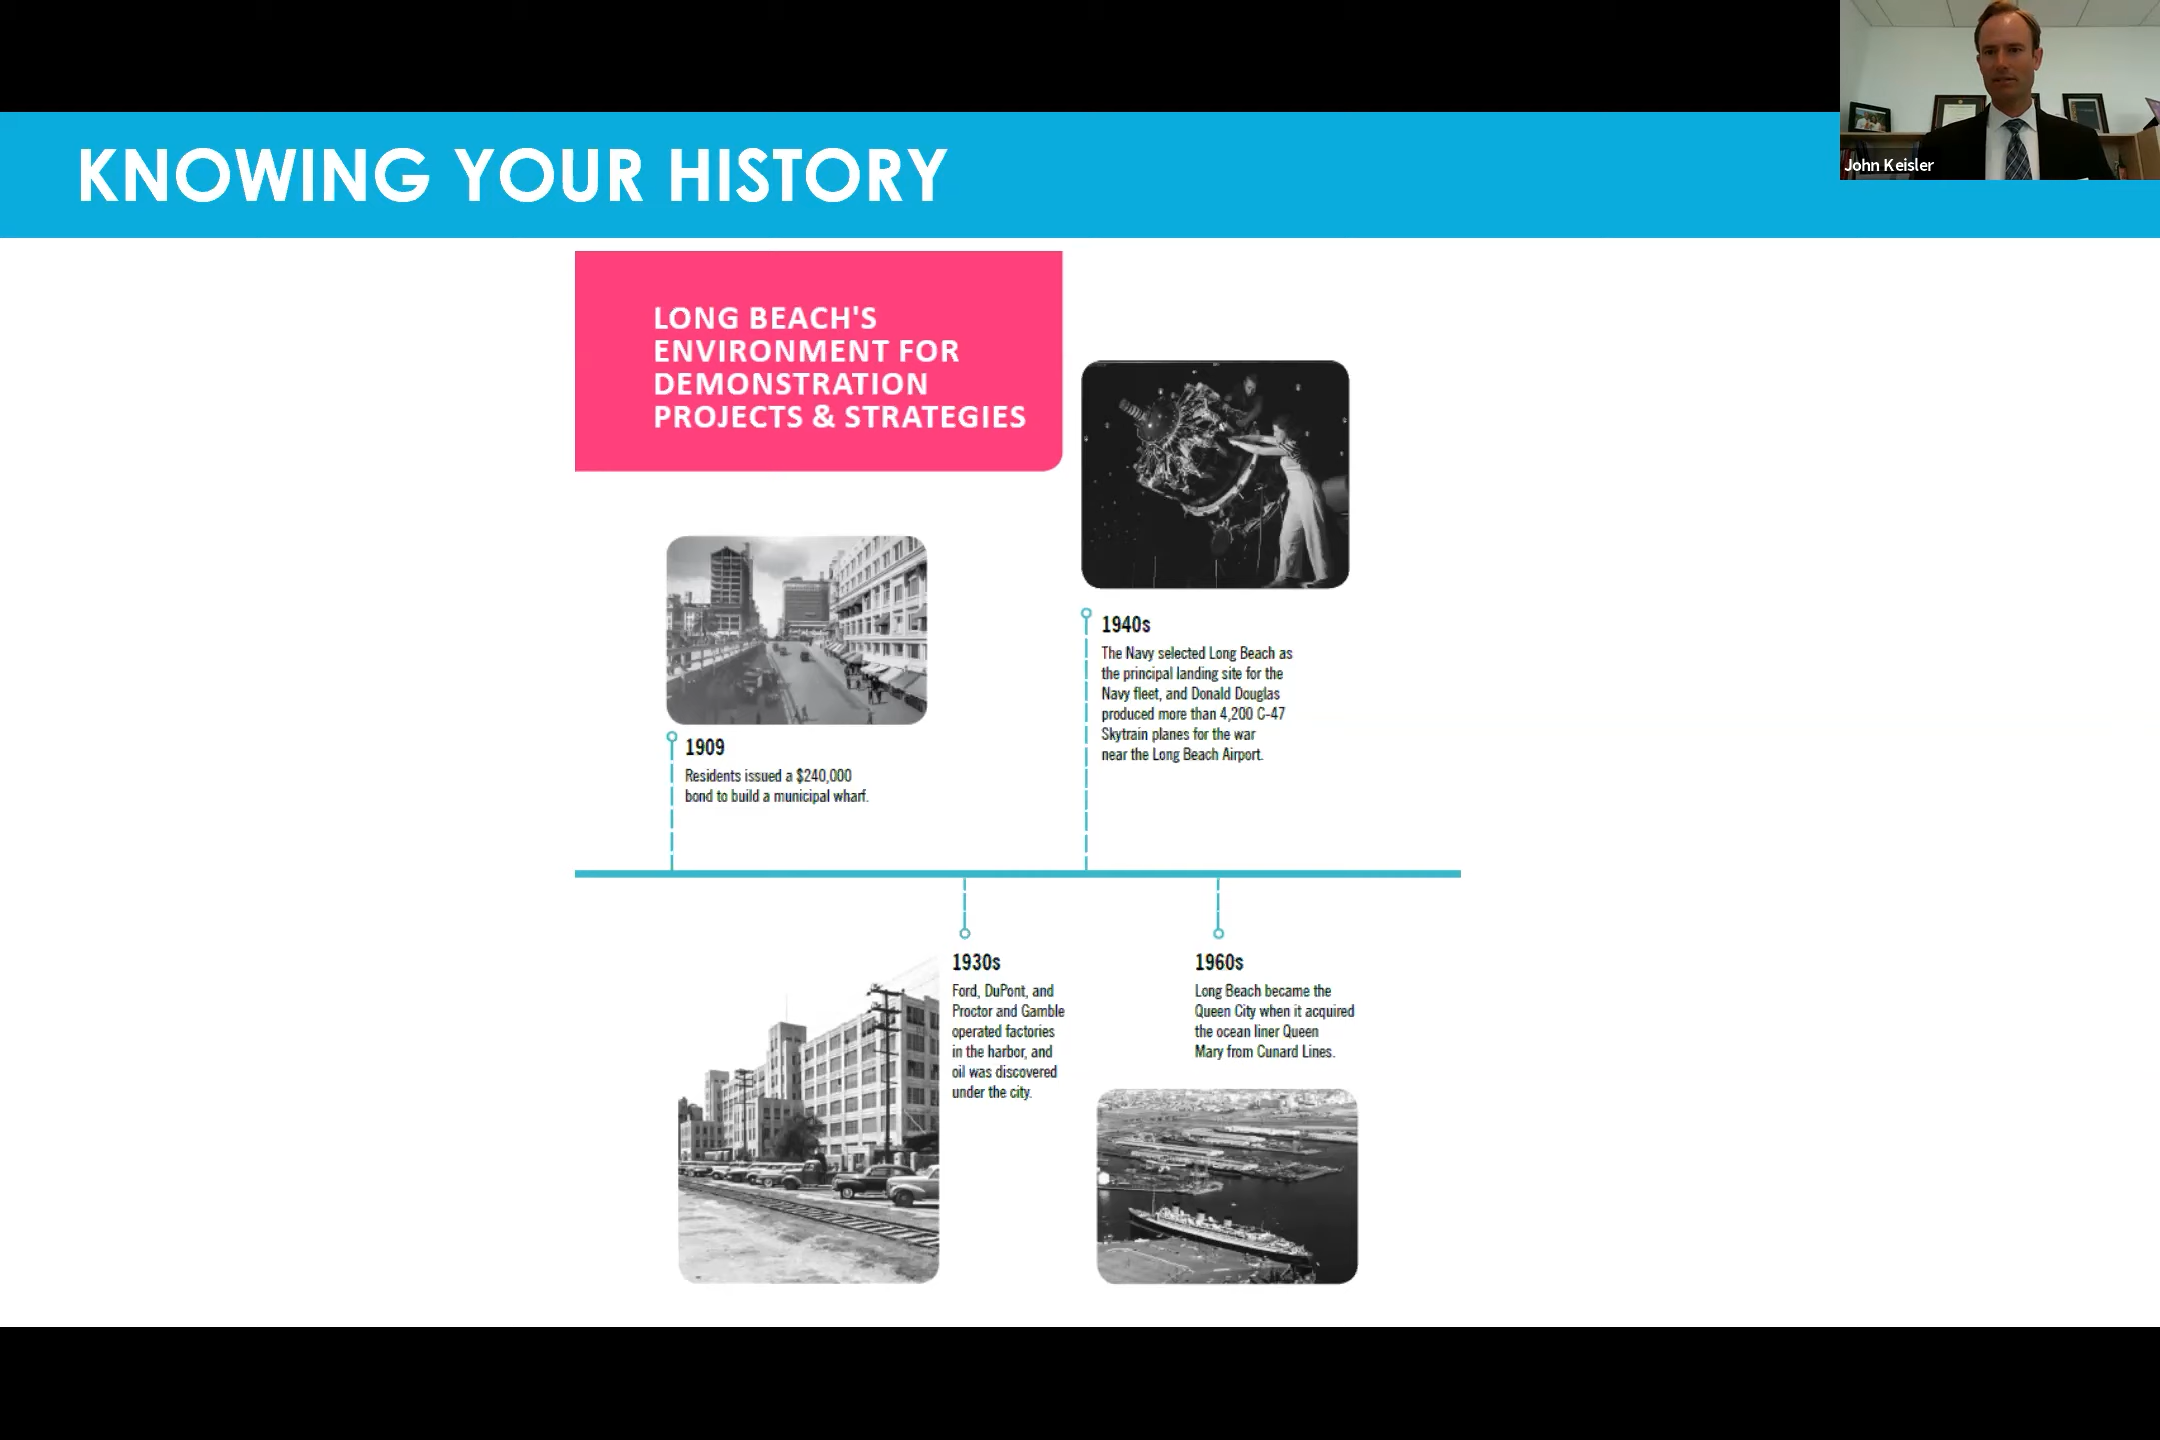 KNOWING YOUR HISTORY
John Keisler
LONG BEACH'S
ENVIRONMENT FOR
DEMONSTRATION
PROJECTS & STRATEGIES
1909
Residents issued a $240,000
bond to build a municipal wharf.
1940s
The Navy selected Long Beach as
the principal landing site for the
Navy fleet, and Donald Douglas
produced more than 4,200 C-47
Skytrain planes for the war
near the Long Beach Airport.
1930s
Ford, DuPont, and
Proctor and Gamble
operated factories
in the harbor, and
oil was discovered
under the city.
1960s
Long Beach became the
Queen City when it acquired
the ocean liner Queen
Mary from Cunard Lines.